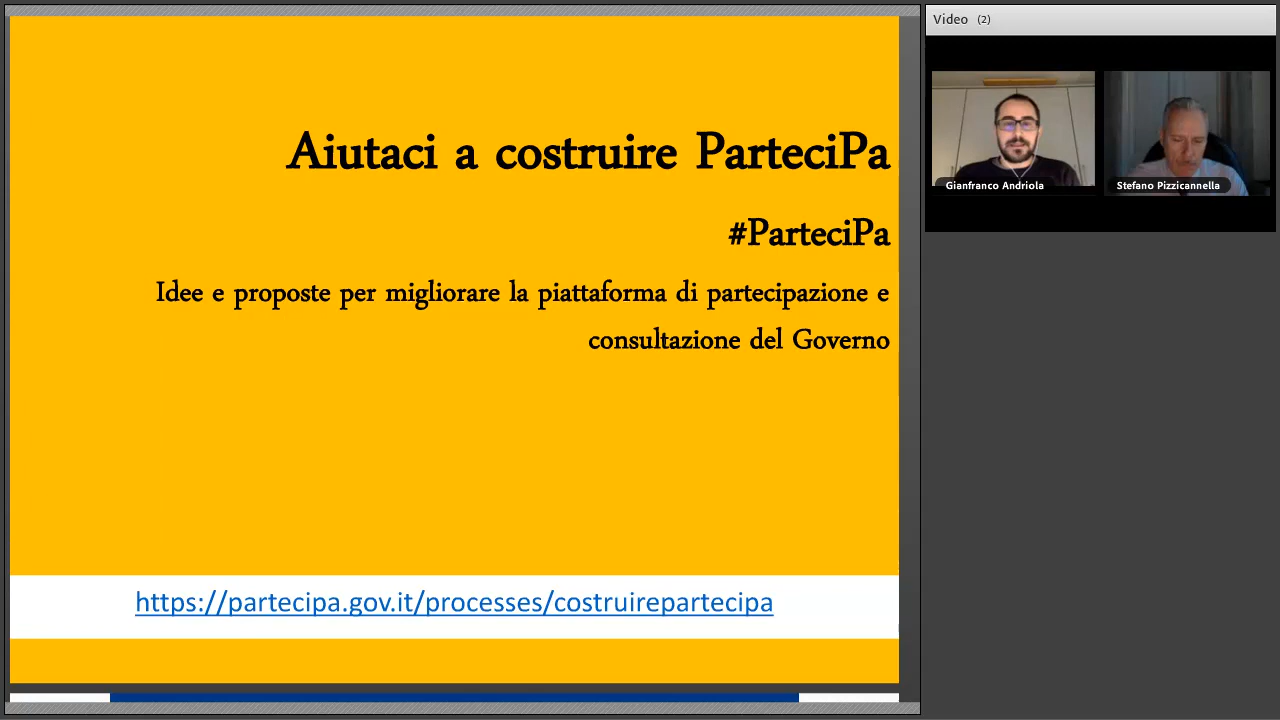 Aiutaci a costruire ParteciPa
#ParteciPa
Idee e proposte per migliorare la piattaforma di partecipazione e
consultazione del Governo
https://partecipa.gov.it/processes/costruirepartecipa
Video (2)
Gianfranco Andriola
Stefano Pizzicannella